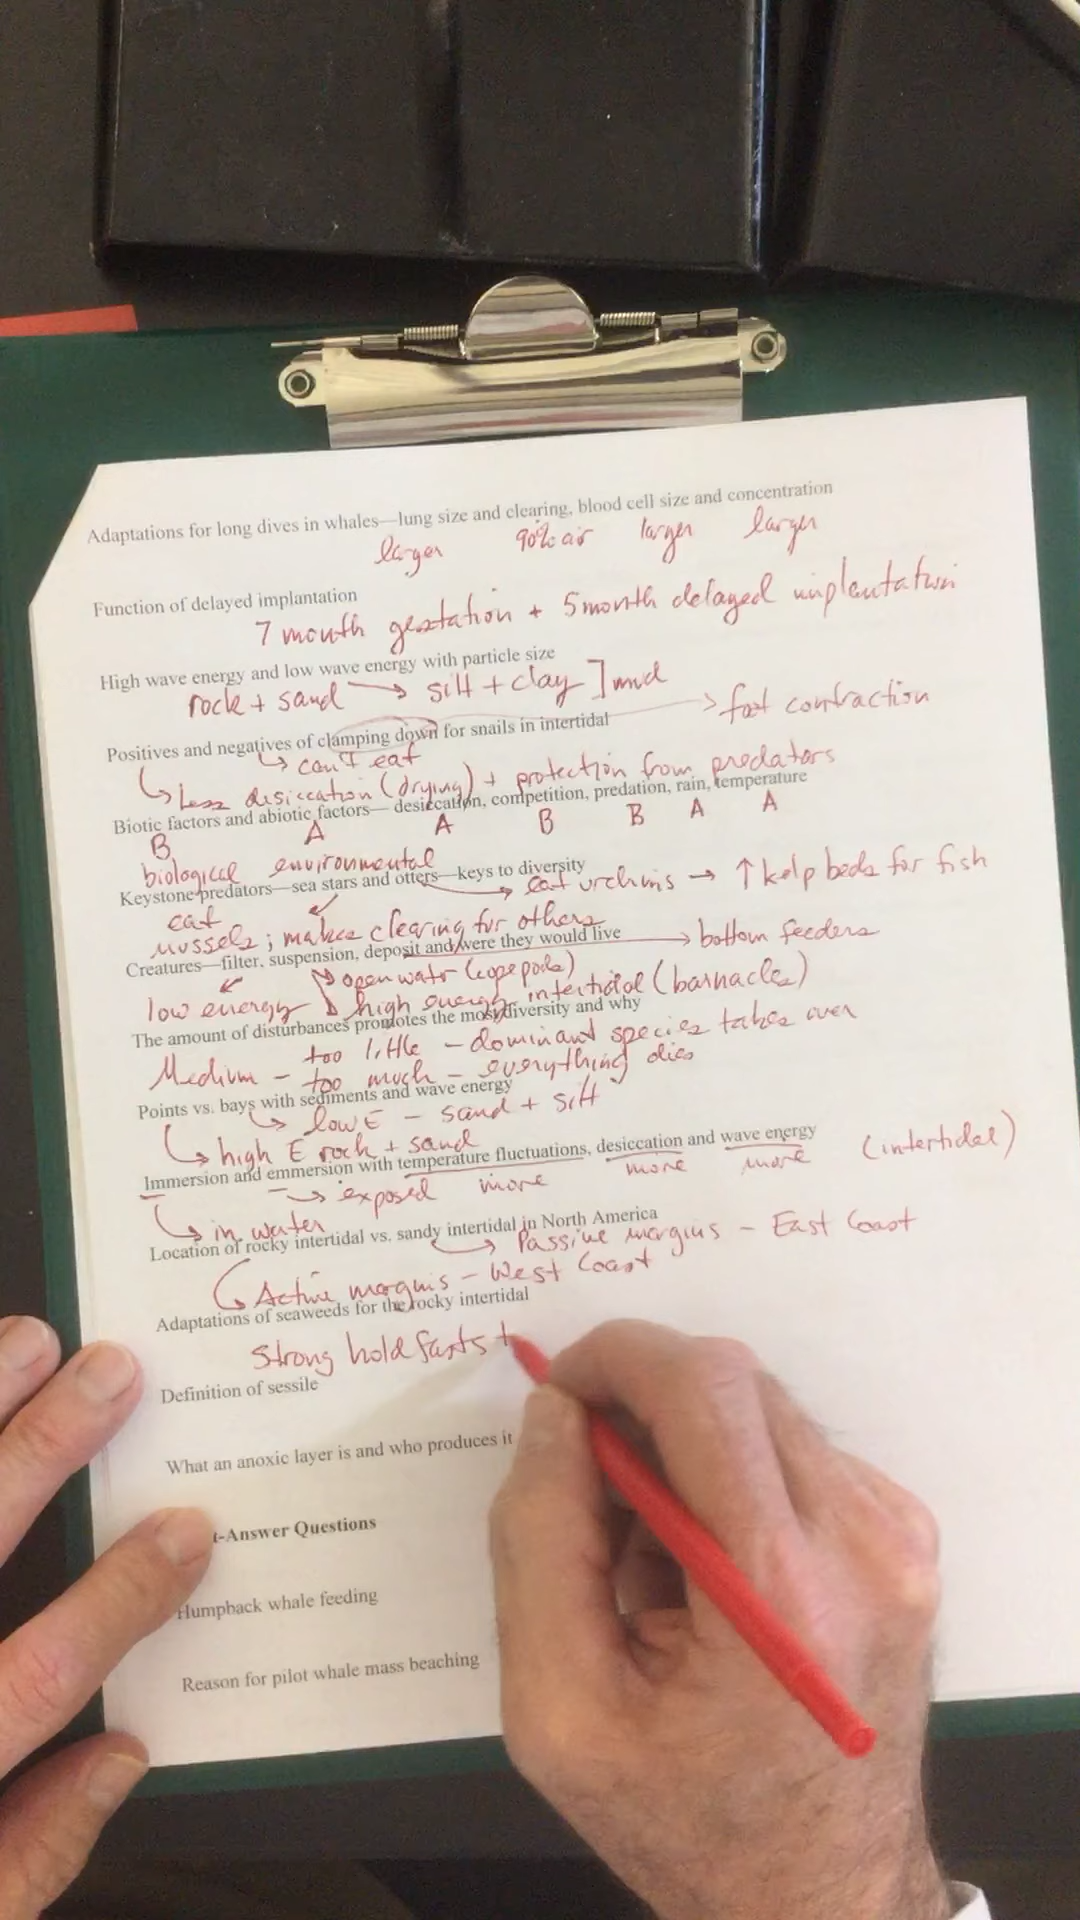 Adaptations for long dives in whales—lung size and clearing, blood cell size and concentration
larger 90% air larger larger
Function of delayed implantation
7 month gestation + 5 month delayed implantation
High wave energy and low wave energy with particle size
rock + sand → silt + clay ] mud
→ foot contraction
Positives and negatives of clamping down for snails in intertidal
↳ can't eat
↳ Less desiccation (drying) + protection from predators
Biotic factors and abiotic factors— desiccation, competition, predation, rain, temperature
B A A B B A A
biological environmental
Keystone predators—sea stars and otters—keys to diversity
→ eat urchins → ↑ kelp beds for fish
eat
mussels; makes clearing for others
Creatures—filter, suspension, deposit and were they would live → bottom feeders
open water (copepods)
low energy high energy intertidal (barnacles)
The amount of disturbances promotes the most diversity and why
too little – dominant species takes over
Medium – too much – everything dies
Points vs. bays with sediments and wave energy
↳ low E – sand + silt
↳ high E rock + sand
Immersion and emmersion with temperature fluctuations, desiccation and wave energy (intertidal)
→ exposed more more more
↳ in water
Location of rocky intertidal vs. sandy intertidal in North America
→ Passive margins – East Coast
Active margins – West Coast
Adaptations of seaweeds for the rocky intertidal
Strong holdfasts +
Definition of sessile
What an anoxic layer is and who produces it
t-Answer Questions
Humpback whale feeding
Reason for pilot whale mass beaching